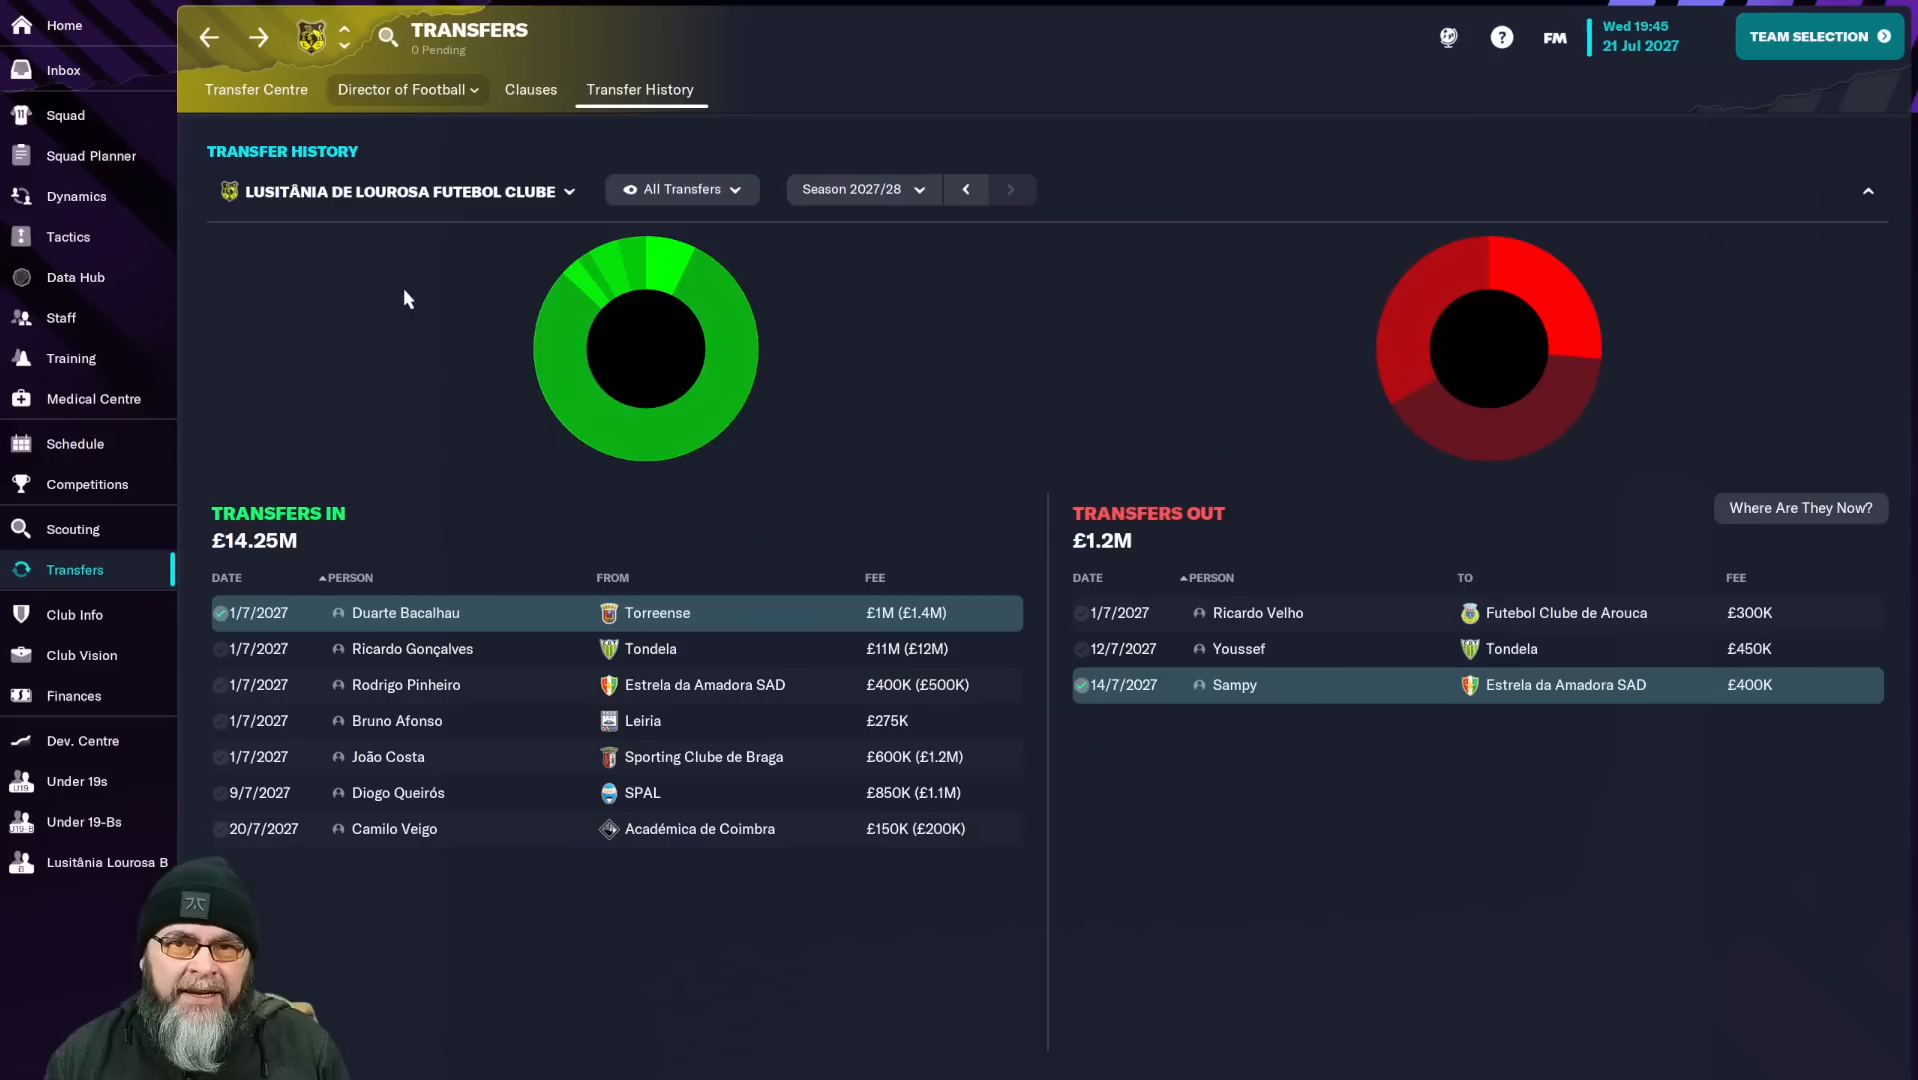 Home
Inbox
Squad
Squad Planner
Dynamics
Tactics
Data Hub
Staff
Training
Medical Centre
Schedule
Competitions
Scouting
Transfers
Club Info
Club Vision
Finances
Dev. Centre
Under 19s
Under 19-Bs
Lusitânia Lourosa B
TRANSFERS
0 Pending
FM
Wed 19:45
21 Jul 2027
TEAM SELECTION
Transfer Centre Director of Football Clauses Transfer History
TRANSFER HISTORY
LUSITÂNIA DE LOUROSA FUTEBOL CLUBE All Transfers Season 2027/28
TRANSFERS IN
£14.25M
DATE PERSON FROM FEE
1/7/2027 Duarte Bacalhau Torreense £1M (£1.4M)
1/7/2027 Ricardo Gonçalves Tondela £11M (£12M)
1/7/2027 Rodrigo Pinheiro Estrela da Amadora SAD £400K (£500K)
1/7/2027 Bruno Afonso Leiria £275K
1/7/2027 João Costa Sporting Clube de Braga £600K (£1.2M)
9/7/2027 Diogo Queirós SPAL £850K (£1.1M)
20/7/2027 Camilo Veigo Académica de Coimbra £150K (£200K)
TRANSFERS OUT
£1.2M
Where Are They Now?
DATE PERSON TO FEE
1/7/2027 Ricardo Velho Futebol Clube de Arouca £300K
12/7/2027 Youssef Tondela £450K
14/7/2027 Sampy Estrela da Amadora SAD £400K